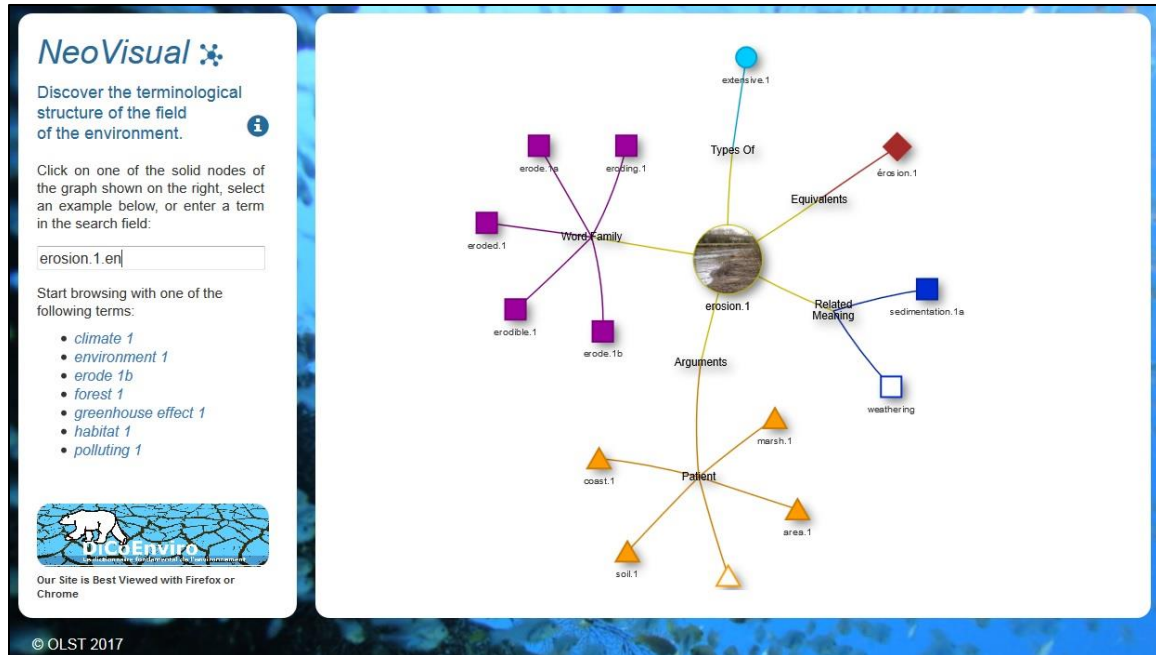 NeoVisual
Discover the terminological
structure of the field
of the environment.
Click on one of the solid nodes of
the graph shown on the right, select
an example below, or enter a term
in the search field:
erosion.1.en
Start browsing with one of the
following terms:
climate 1
environment 1
erode 1b
forest 1
greenhouse effect 1
habitat 1
polluting 1
DiCoEnviro
Le dictionnaire fondamental de l'environnement
Our Site is Best Viewed with Firefox or
Chrome
© OLST 2017
extensive.1
Types Of
erode.1a
eroding.1
érosion.1
Equivalents
eroded.1
Word Family
erosion.1
Related
Meaning
sedimentation.1a
erodible.1
erode.1b
Arguments
weathering
marsh.1
coast.1
Patient
area.1
soil.1